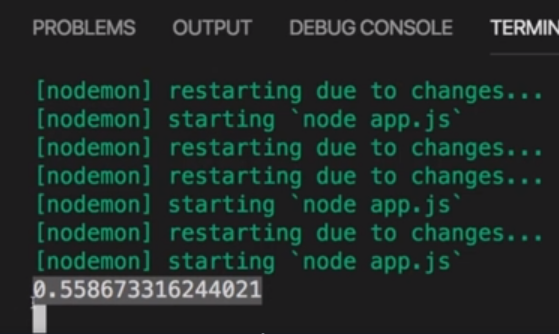 PROBLEMS OUTPUT DEBUG CONSOLE TERMIN
[nodemon] restarting due to changes...
[nodemon] starting `node app.js`
[nodemon] restarting due to changes...
[nodemon] restarting due to changes...
[nodemon] starting `node app.js`
[nodemon] restarting due to changes...
[nodemon] starting `node app.js`
0.558673316244021